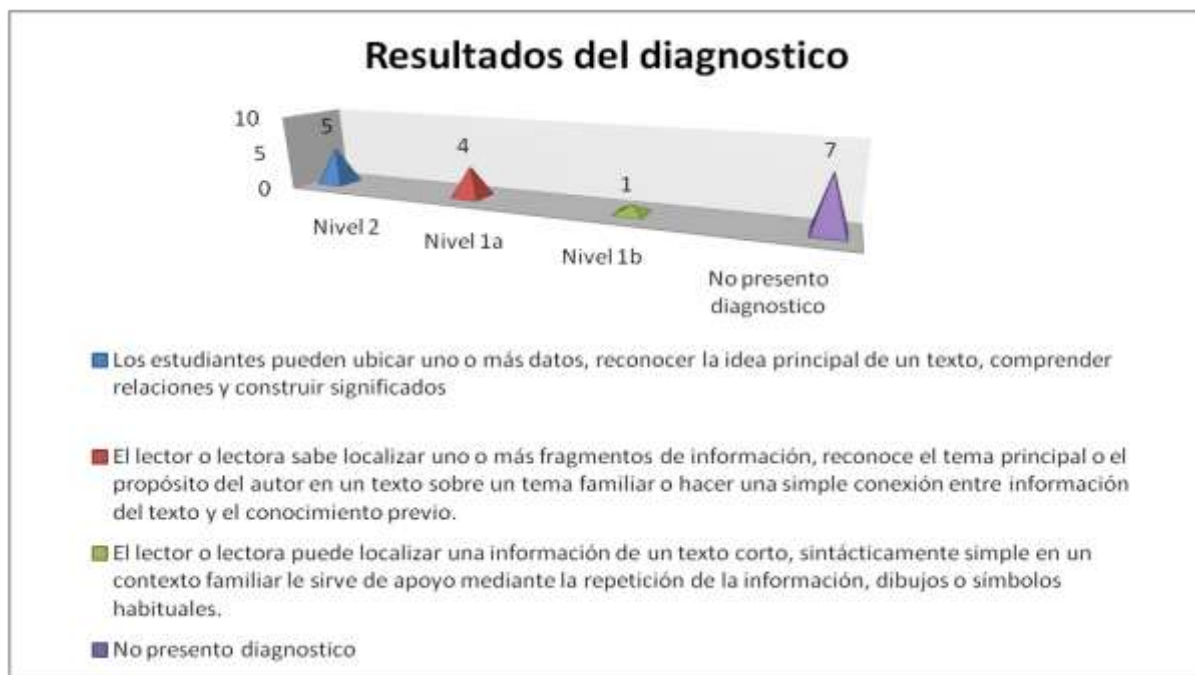 Resultados del diagnostico
10
5
0
5
4
1
7
Nivel 2
Nivel 1a
Nivel 1b
No presento
diagnostico
Los estudiantes pueden ubicar uno o más datos, reconocer la idea principal de un texto, comprender
relaciones y construir significados
El lector o lectora sabe localizar uno o más fragmentos de información, reconoce el tema principal o el
propósito del autor en un texto sobre un tema familiar o hacer una simple conexión entre información
del texto y el conocimiento previo.
El lector o lectora puede localizar una información de un texto corto, sintácticamente simple en un
contexto familiar le sirve de apoyo mediante la repetición de la información, dibujos o símbolos
habituales.
No presento diagnostico